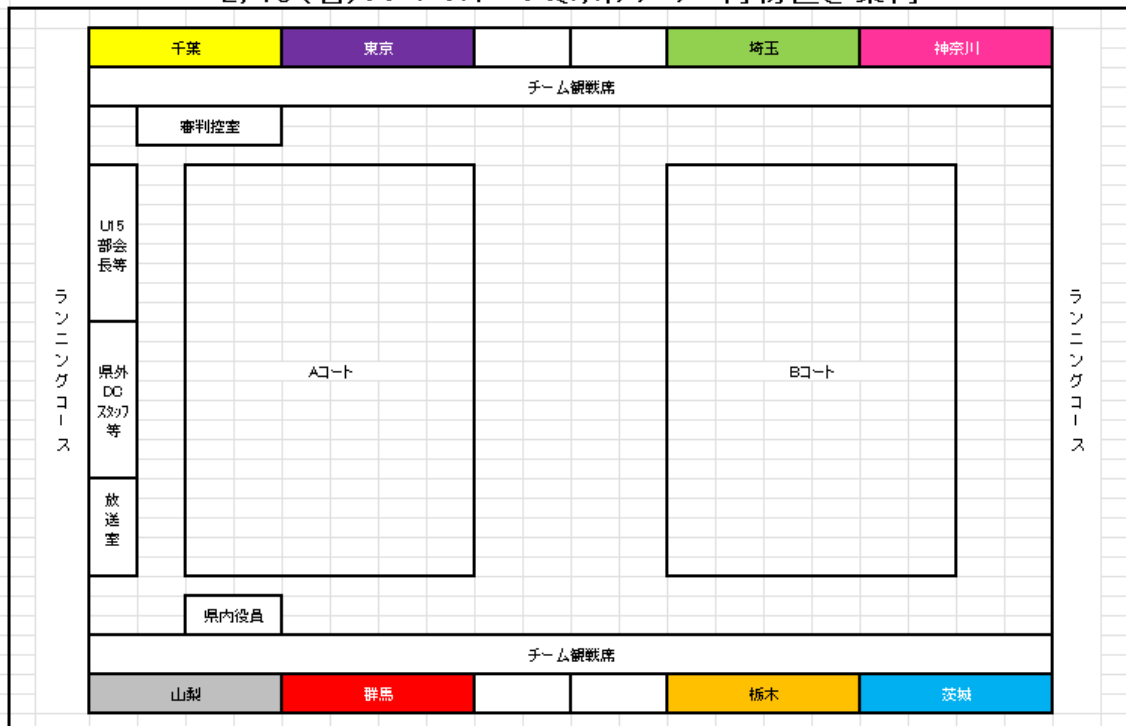 千葉
東京
埼玉
神奈川
チーム観戦席
審判控室
U15
部会
長等
県外
DC
スタッフ
等
放
送
室
ランニングコース
Aコート
Bコート
ランニングコース
県内役員
チーム観戦席
山梨
群馬
栃木
茨城